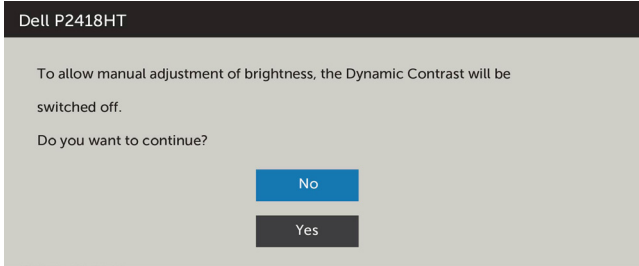 Dell P2418HT
To allow manual adjustment of brightness, the Dynamic Contrast will be
switched off.
Do you want to continue?
No
Yes